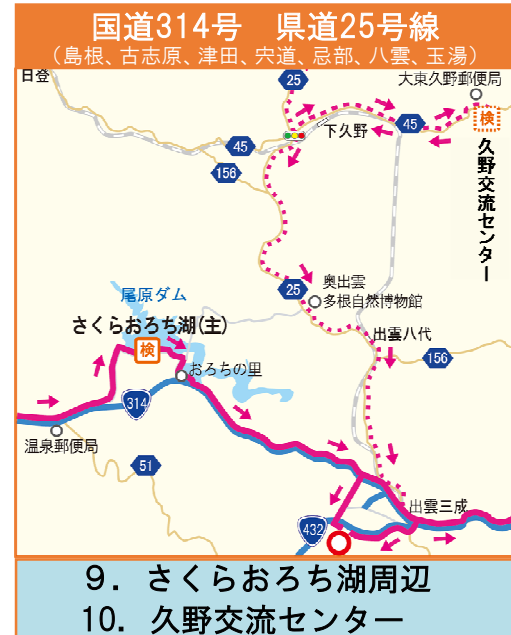 国道314号　県道25号線
（島根、古志原、津田、宍道、忌部、八雲、玉湯）
日登
25
大東久野郵便局
検
下久野
45
45
156
久野交流センター
尾原ダム
25
奥出雲
多根自然博物館
さくらおろち湖(主)
検
出雲八代
156
おろちの里
314
温泉郵便局
51
出雲三成
432
９．さくらおろち湖周辺
10．久野交流センター